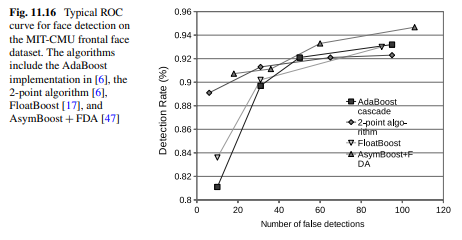 Fig. 11.16 Typical ROC
curve for face detection on
the MIT-CMU frontal face
dataset. The algorithms
include the AdaBoost
implementation in [6], the
2-point algorithm [6],
FloatBoost [17], and
AsymBoost + FDA [47]
Detection Rate (%)
0.96
0.94
0.92
0.9
0.88
0.86
0.84
0.82
0.8
AdaBoost
cascade
2-point algo-
rithm
FloatBoost
AsymBoost+F
DA
0 20 40 60 80 100 120
Number of false detections